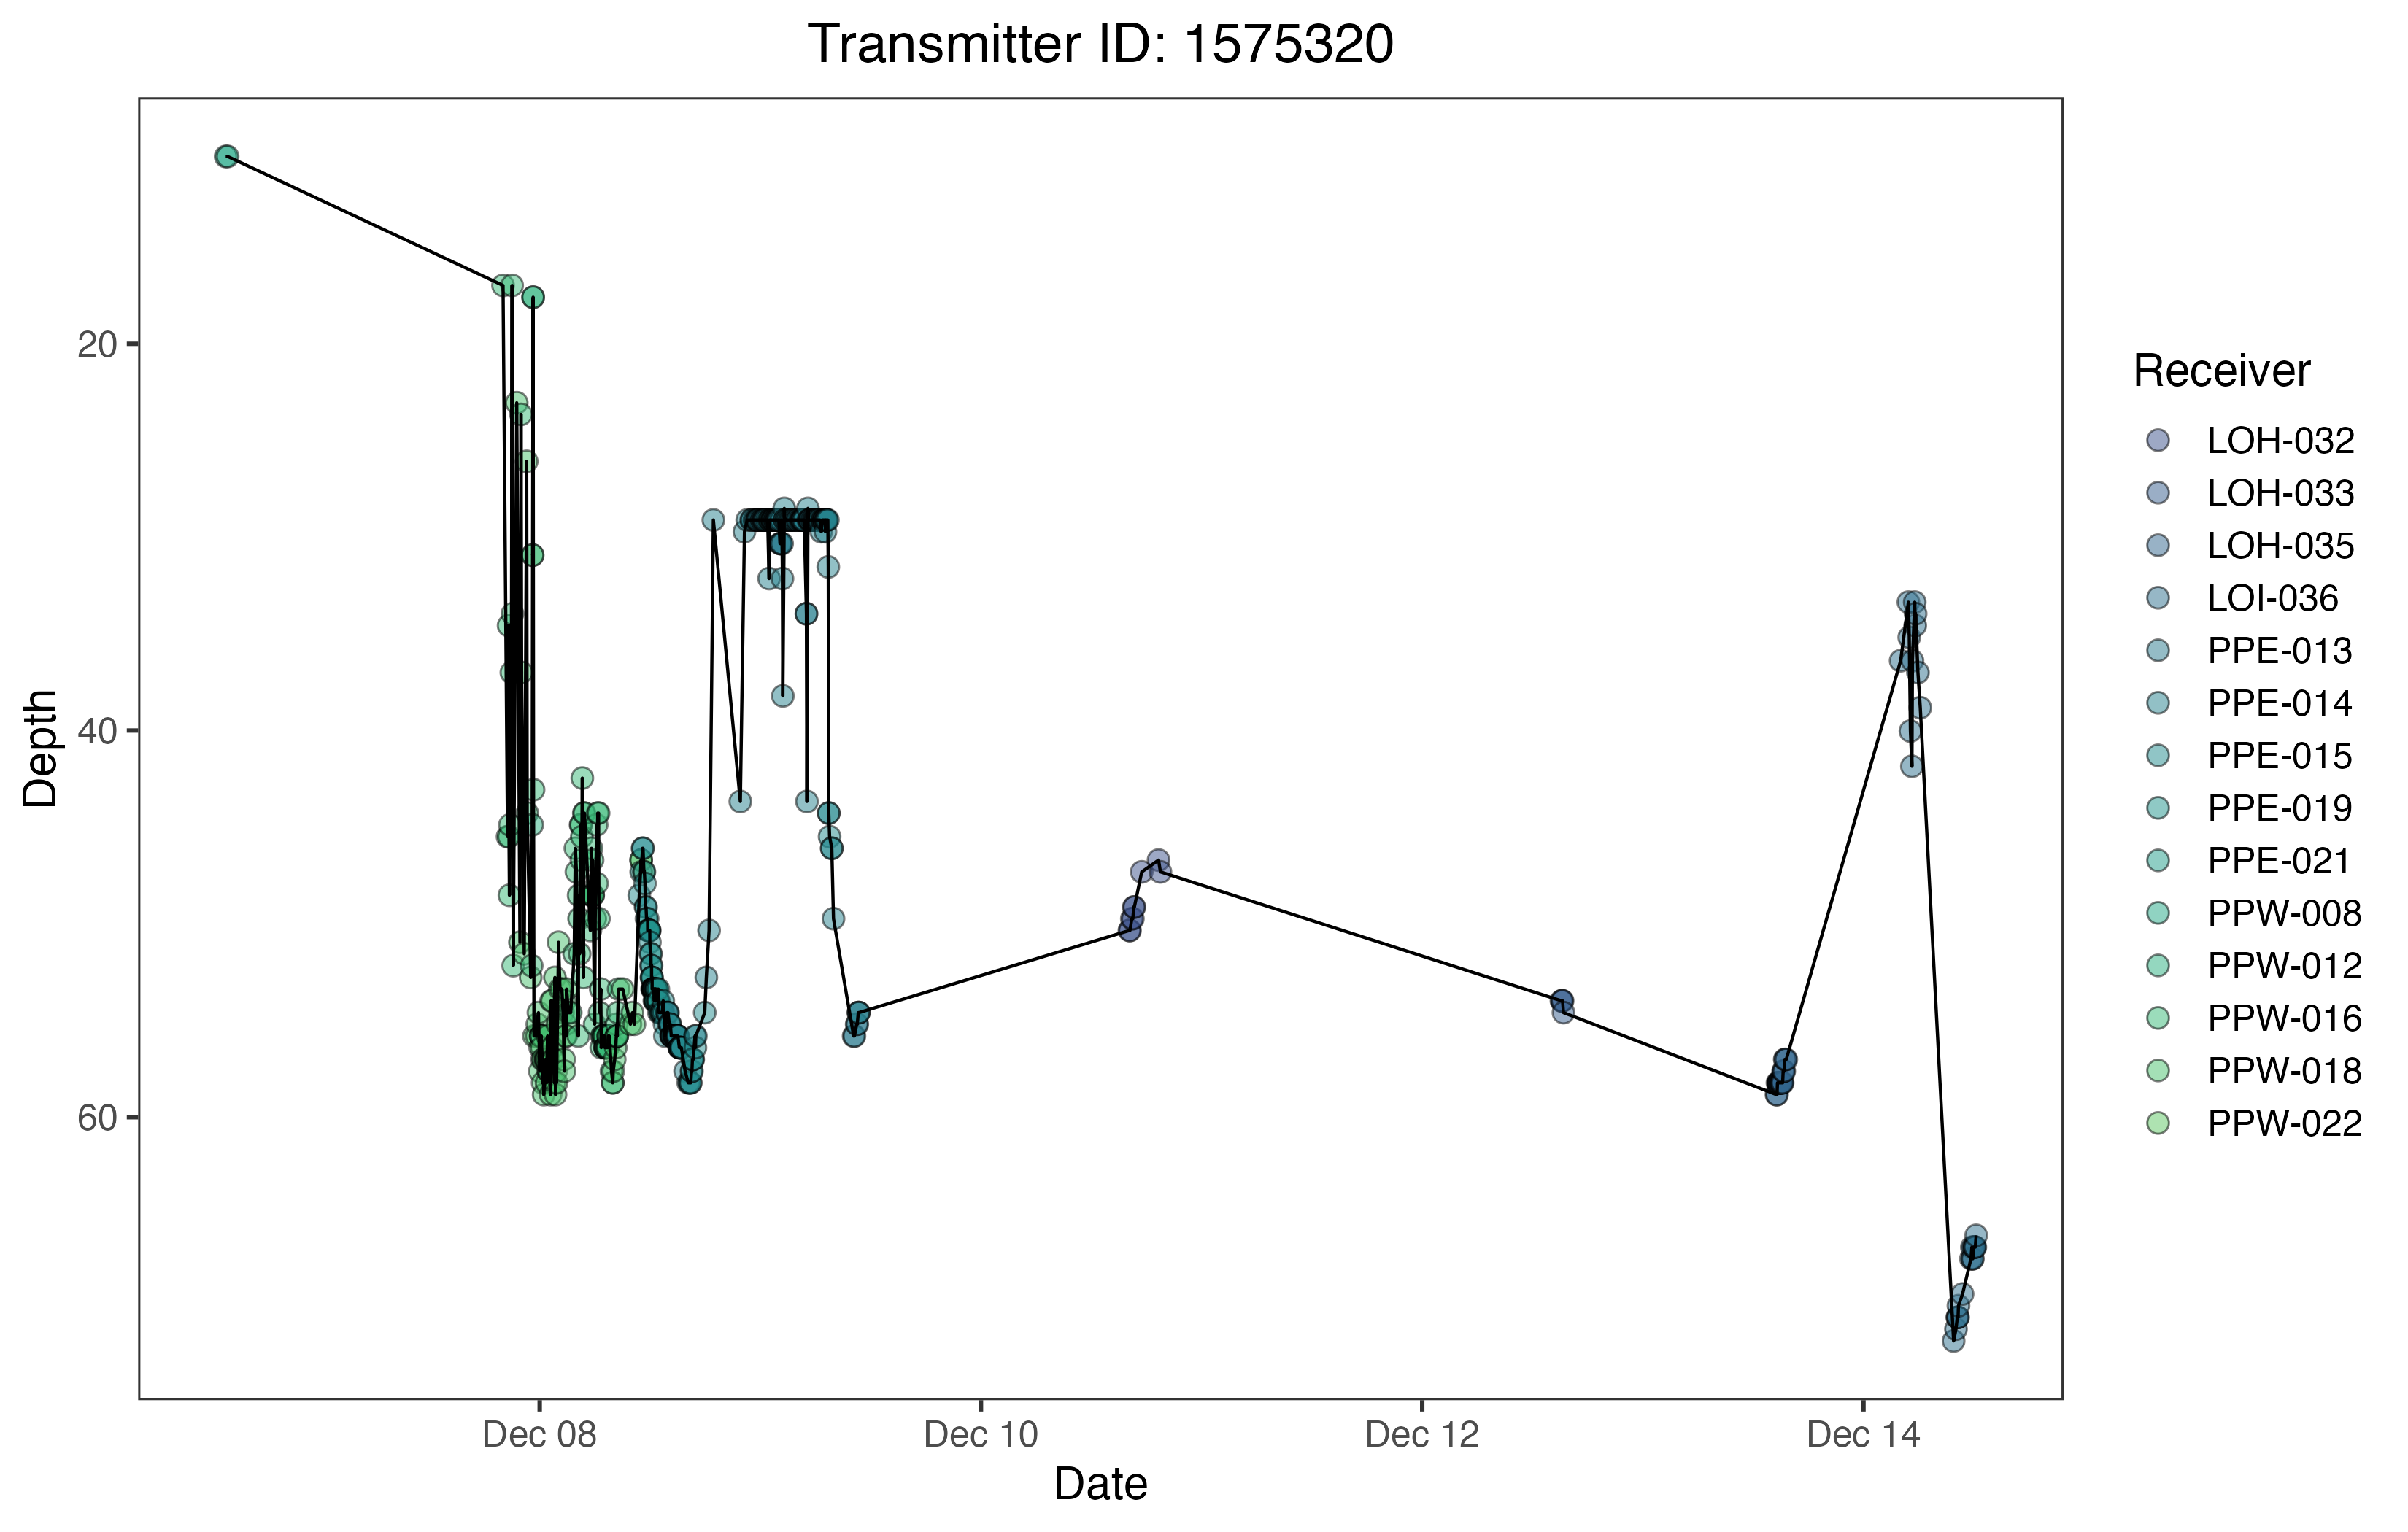 Transmitter ID: 1575320
Depth
20
40
60
Dec 08
Dec 10
Dec 12
Dec 14
Date
Receiver
LOH-032
LOH-033
LOH-035
LOI-036
PPE-013
PPE-014
PPE-015
PPE-019
PPE-021
PPW-008
PPW-012
PPW-016
PPW-018
PPW-022